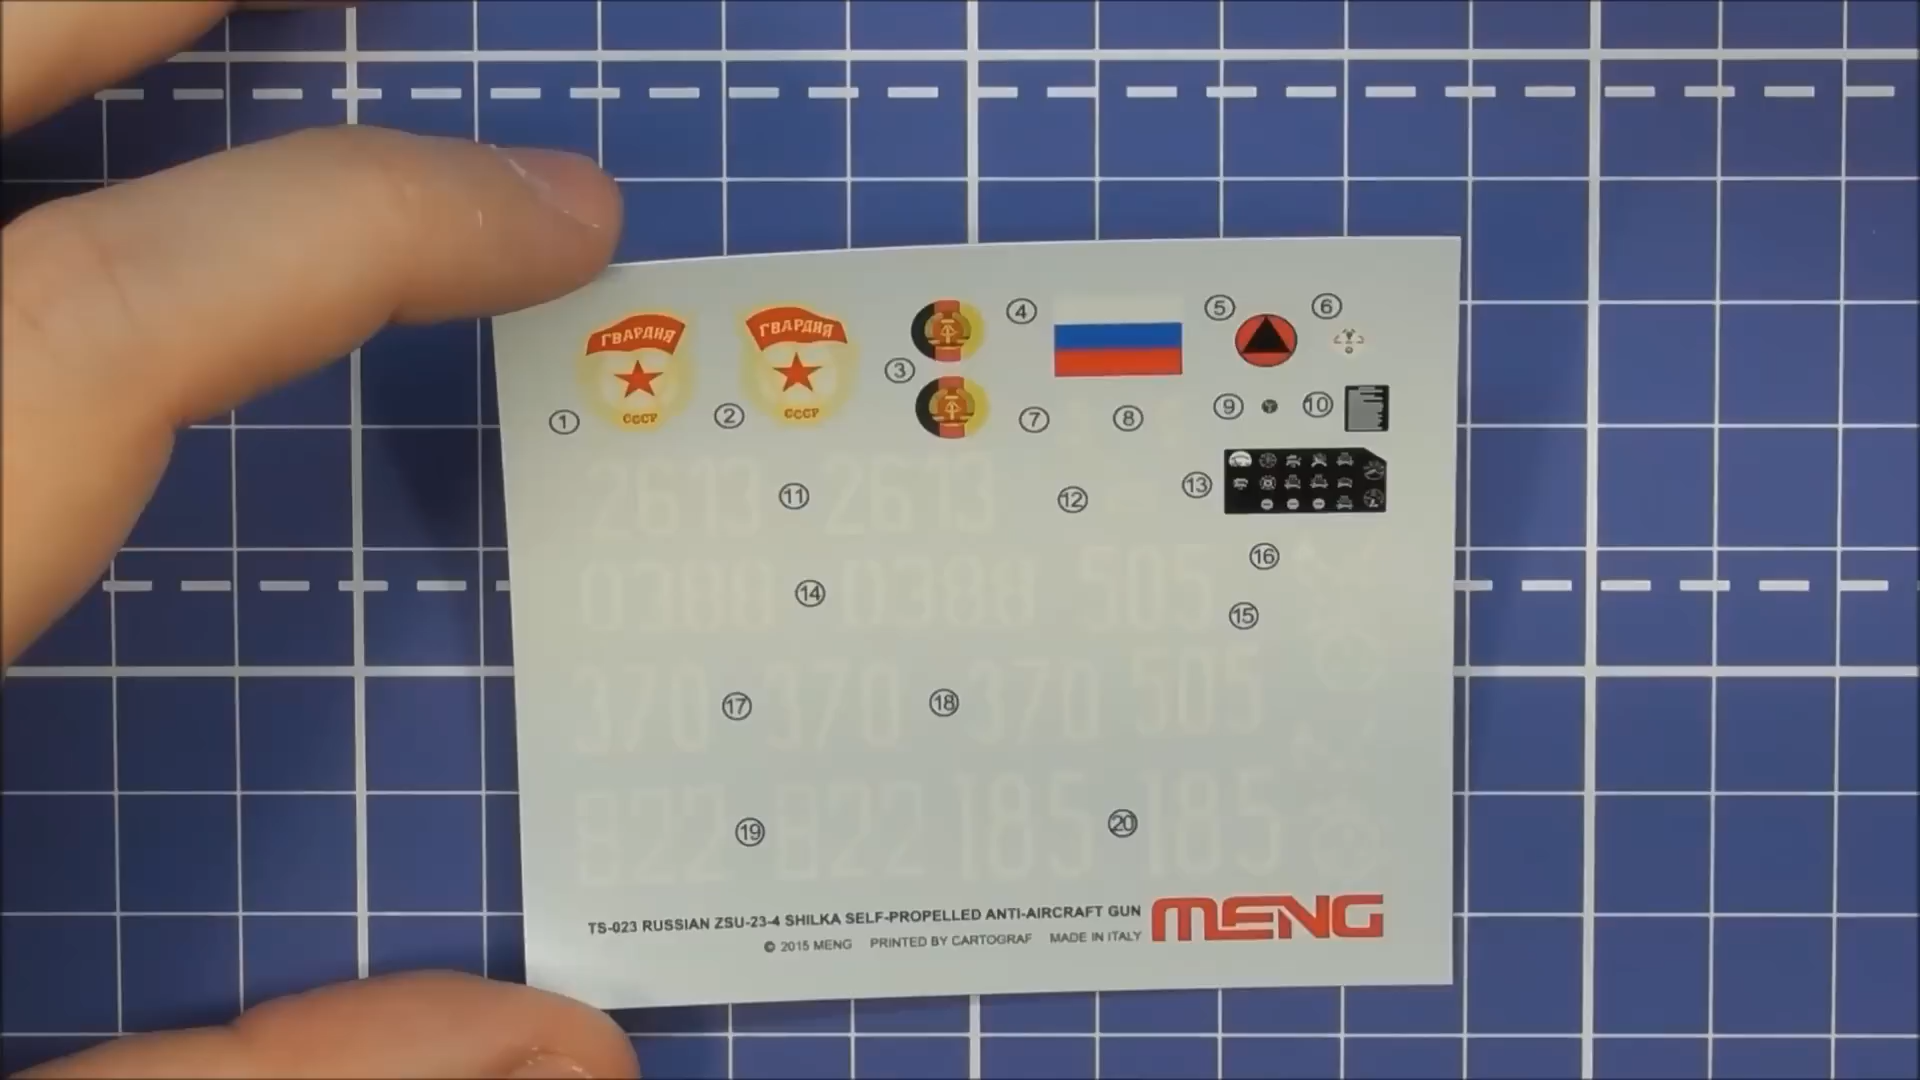 ГВАРДИЯ ГВАРДИЯ
4 5 6
СССР СССР
3
1 2 7 8 9 10
2613 11 2613 12 13
16
0388 14 0388 505 15
370 17 370 18 370 505
822 19 822 185 20 185
TS-023 RUSSIAN ZSU-23-4 SHILKA SELF-PROPELLED ANTI-AIRCRAFT GUN MENG
© 2015 MENG PRINTED BY CARTOGRAF MADE IN ITALY